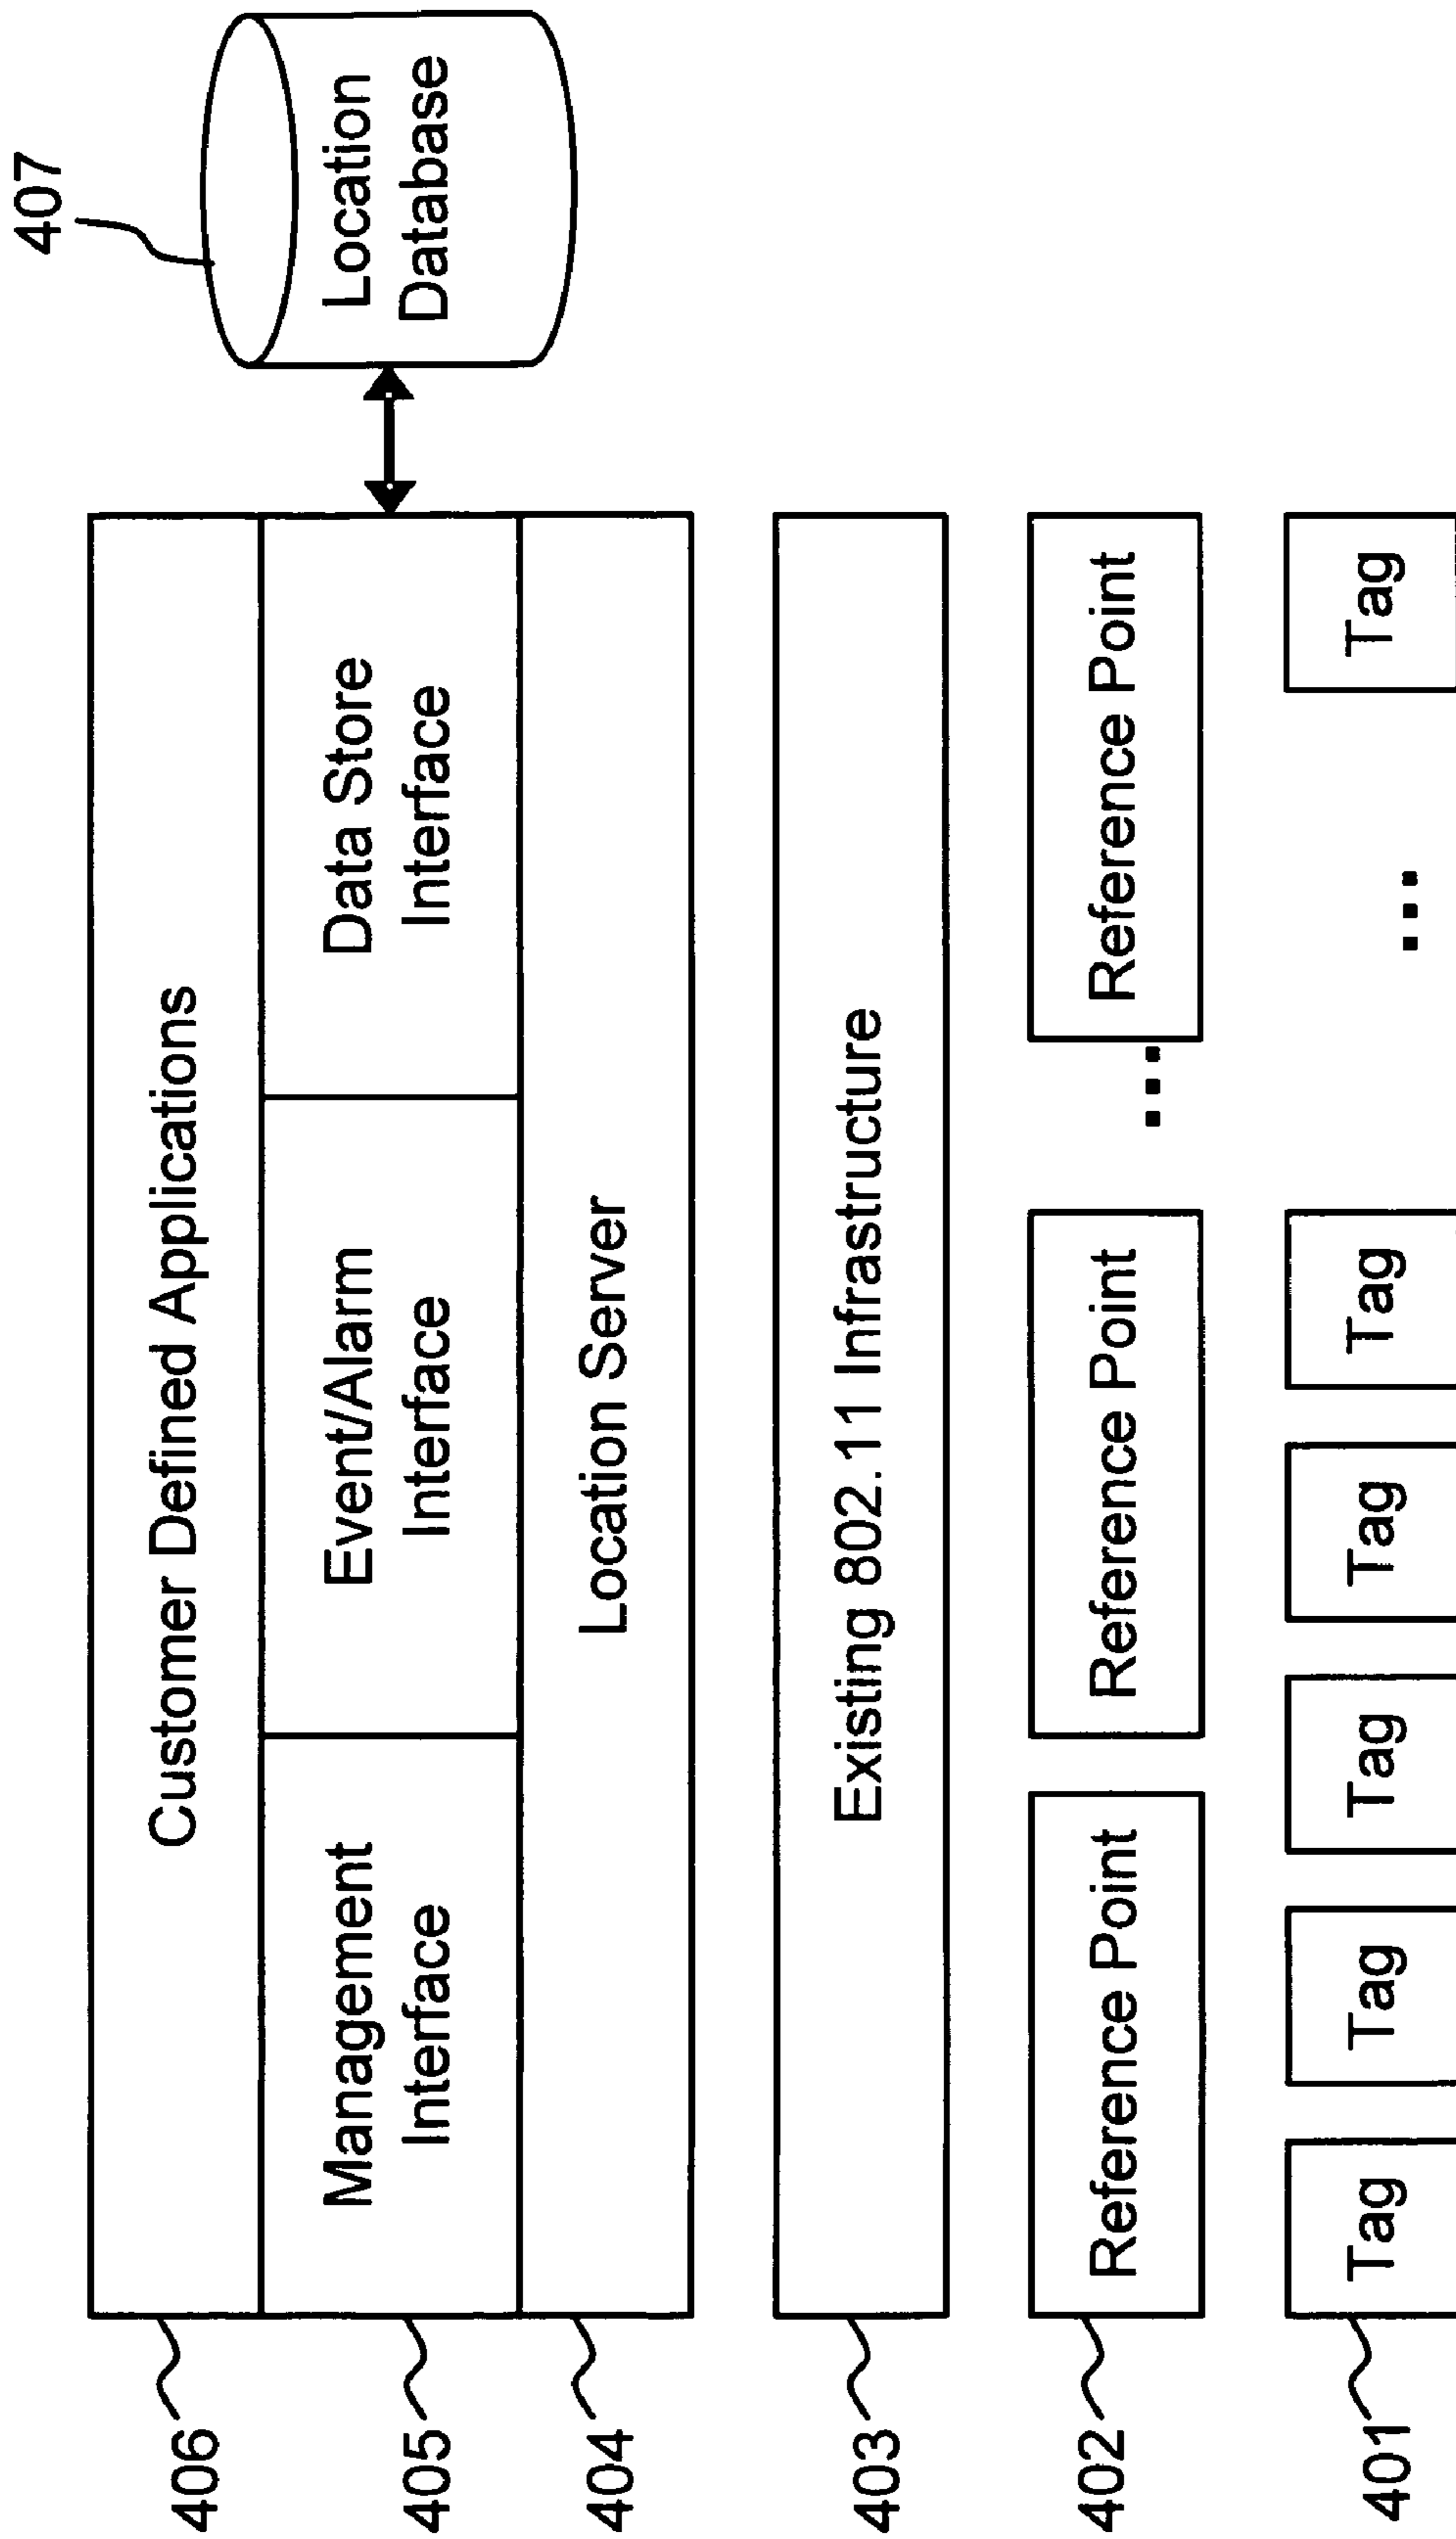 407
406
Customer Defined Applications
405
Management
Interface
Event/Alarm
Interface
Data Store
Interface
Location
Database
404
Location Server
403
Existing 802.11 Infrastructure
402
Reference Point
Reference Point
...
Reference Point
401
Tag
Tag
Tag
Tag
Tag
...
Tag